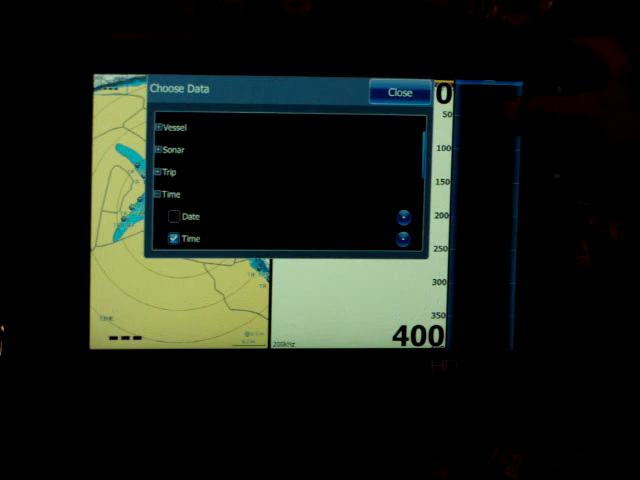 Choose Data
Close
Vessel
Sonar
Trip
Time
Date
Time
0
50
100
150
200
250
300
350
400
TIME
---
200kHz